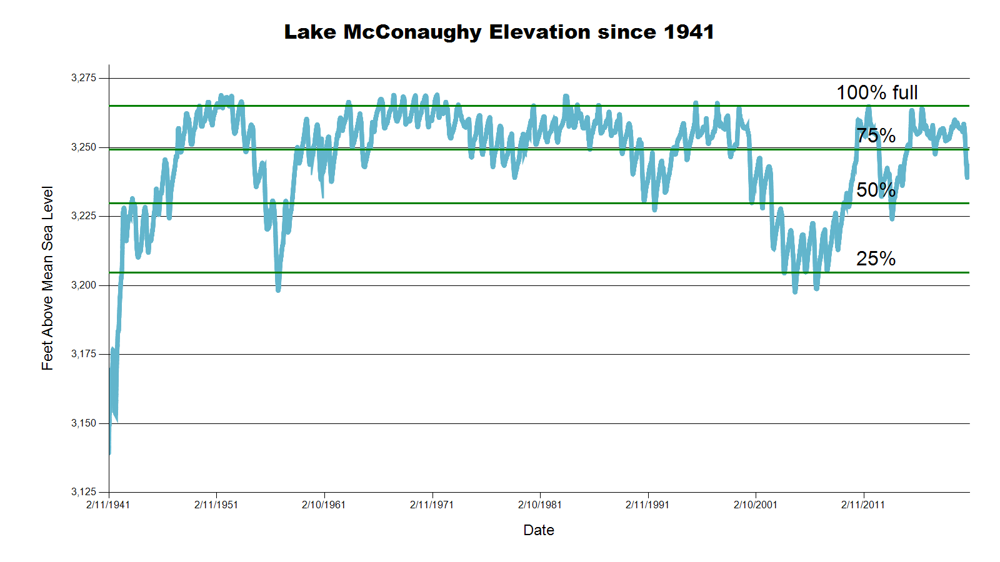 Lake McConaughy Elevation since 1941
3,275
100% full
75%
3,250
50%
3,225
25%
3,200
3,175
3,150
3,125
Feet Above Mean Sea Level
2/11/1941 2/11/1951 2/10/1961 2/11/1971 2/10/1981 2/11/1991 2/10/2001 2/11/2011
Date